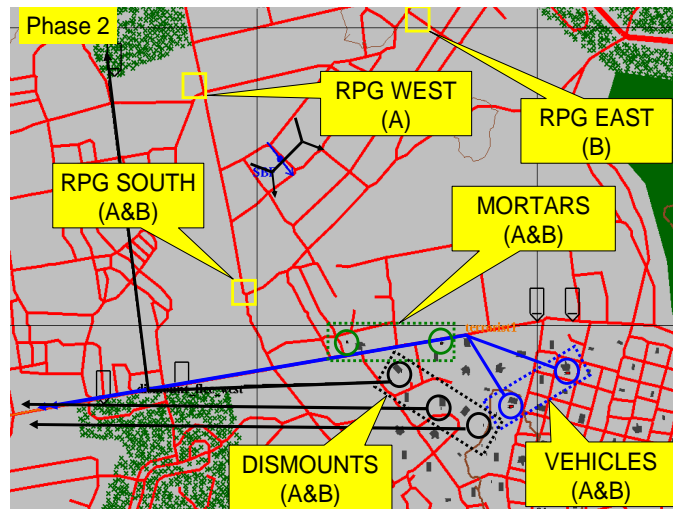 Phase 2
RPG WEST
(A)
RPG EAST
(B)
RPG SOUTH
(A&B)
MORTARS
(A&B)
DISMOUNTS
(A&B)
VEHICLES
(A&B)